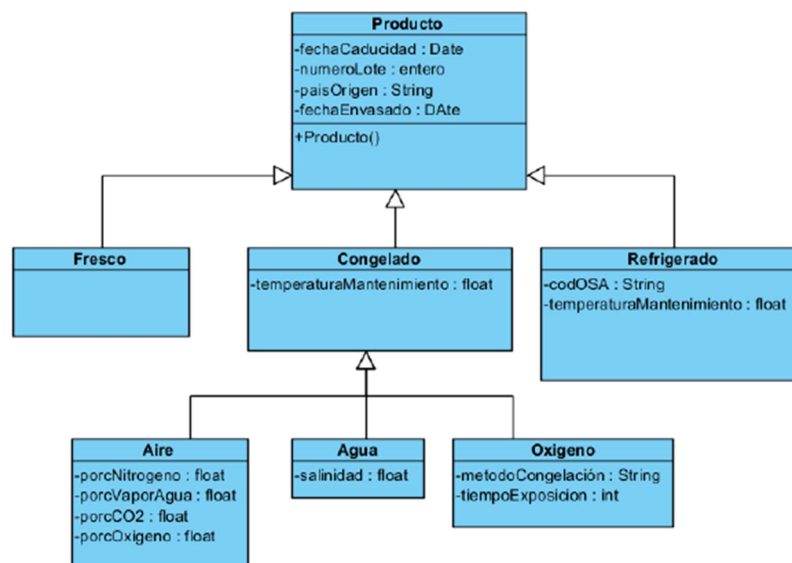 Producto
-fechaCaducidad : Date
-numeroLote : entero
-paisOrigen : String
-fechaEnvasado : DAte
+Producto()
Fresco
Congelado
-temperaturaMantenimiento : float
Refrigerado
-codOSA : String
-temperaturaMantenimiento : float
Aire
-porcNitrogeno : float
-porcVaporAgua : float
-porcCO2 : float
-porcOxigeno : float
Agua
-salinidad : float
Oxigeno
-metodoCongelación : String
-tiempoExposicion : int